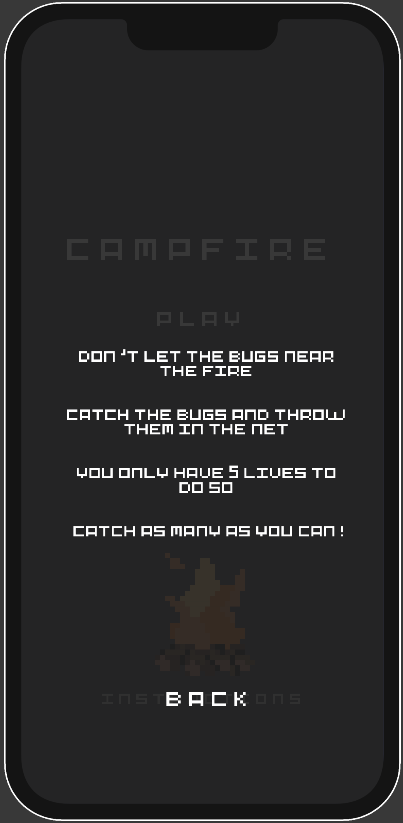 CAMPFIRE
PLAY
DON'T LET THE BUGS NEAR
THE FIRE
CATCH THE BUGS AND THROW
THEM IN THE NET
YOU ONLY HAVE 5 LIVES TO
DO SO
CATCH AS MANY AS YOU CAN!
BACK